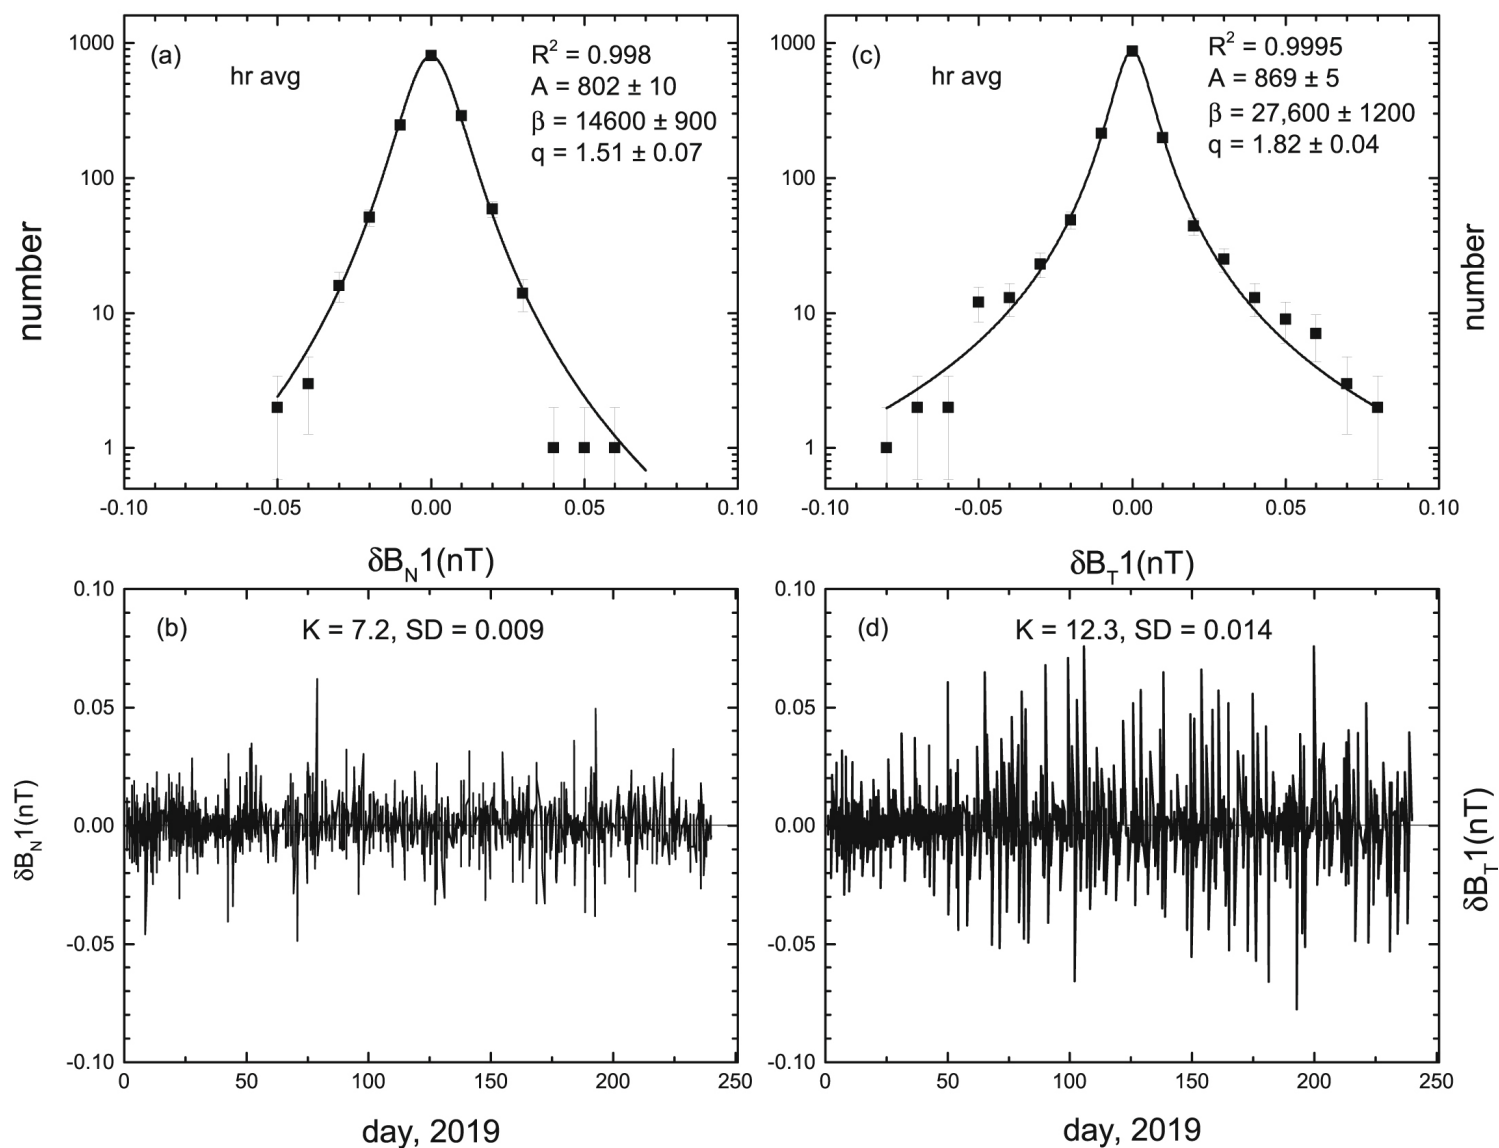 (a)
hr avg
R² = 0.998
A = 802 ± 10
β = 14600 ± 900
q = 1.51 ± 0.07
1000
100
10
1
number
-0.10
-0.05
0.00
0.05
0.10
δB_N1(nT)
(c)
hr avg
R² = 0.9995
A = 869 ± 5
β = 27,600 ± 1200
q = 1.82 ± 0.04
1000
100
10
1
number
-0.10
-0.05
0.00
0.05
0.10
δB_T1(nT)
(b)
K = 7.2, SD = 0.009
0.10
0.05
0.00
-0.05
-0.10
δB_N1(nT)
0
50
100
150
200
250
day, 2019
(d)
K = 12.3, SD = 0.014
0.10
0.05
0.00
-0.05
-0.10
δB_T1(nT)
0
50
100
150
200
250
day, 2019